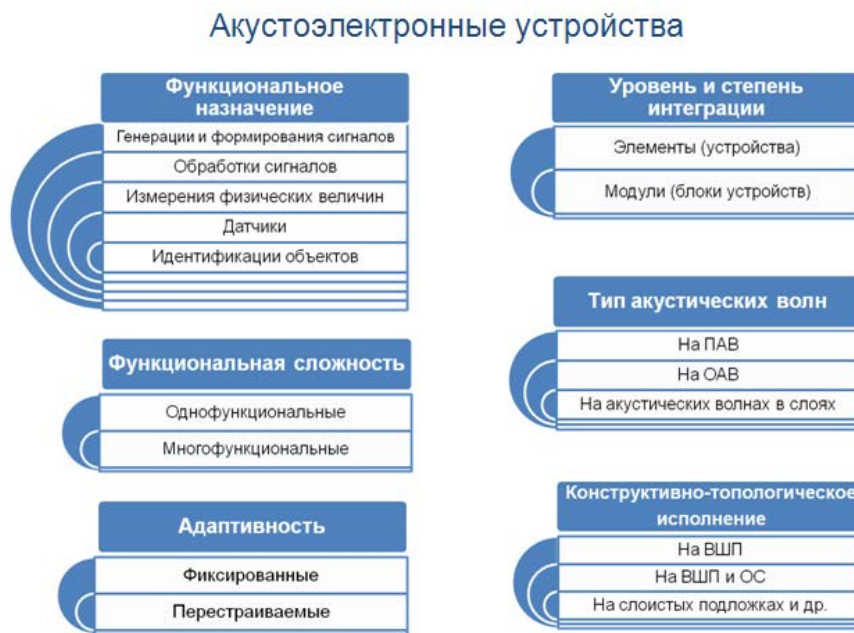 Акустоэлектронные устройства
Функциональное
назначение
Генерации и формирования сигналов
Обработки сигналов
Измерения физических величин
Датчики
Идентификации объектов
Функциональная сложность
Однофункциональные
Многофункциональные
Адаптивность
Фиксированные
Перестраиваемые
Уровень и степень
интеграции
Элементы (устройства)
Модули (блоки устройств)
Тип акустических волн
На ПАВ
На ОАВ
На акустических волнах в слоях
Конструктивно-топологическое
исполнение
На ВШП
На ВШП и ОС
На слоистых подложках и др.